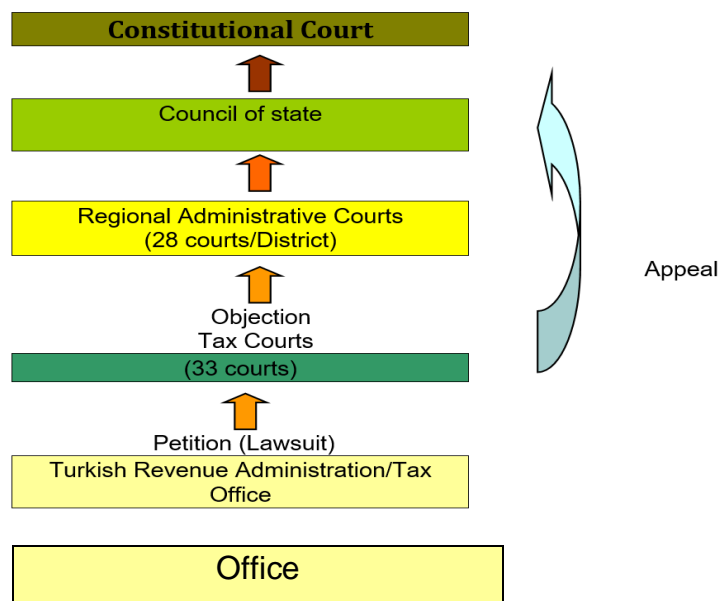 Constitutional Court
Council of state
Regional Administrative Courts
(28 courts/District)
Appeal
Objection
Tax Courts
(33 courts)
Petition (Lawsuit)
Turkish Revenue Administration/Tax
Office
Office